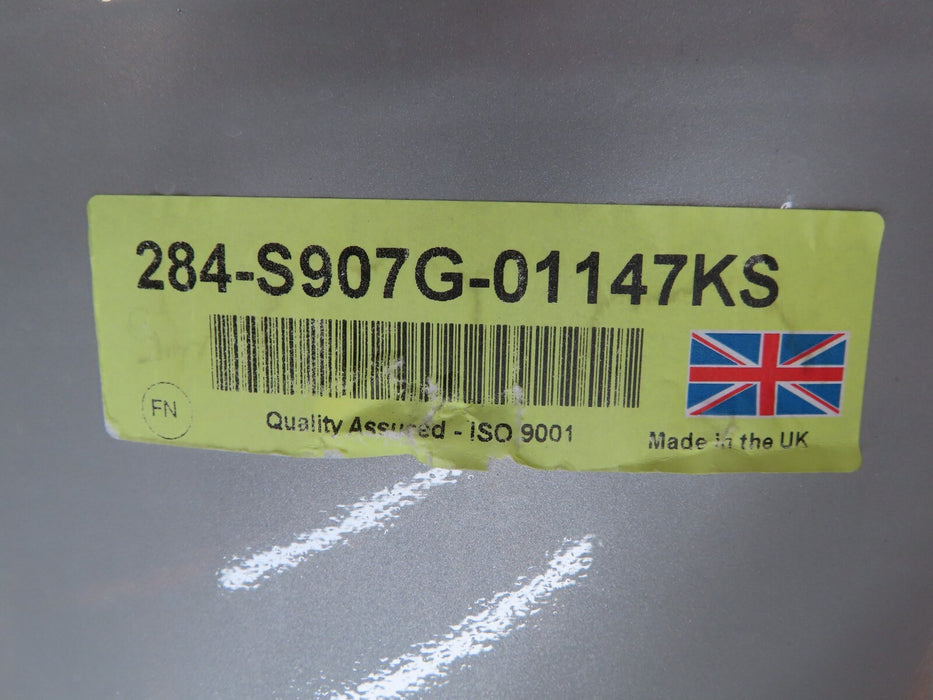 284-S907G-01147KS
FN
Quality Assured - ISO 9001
Made in the UK